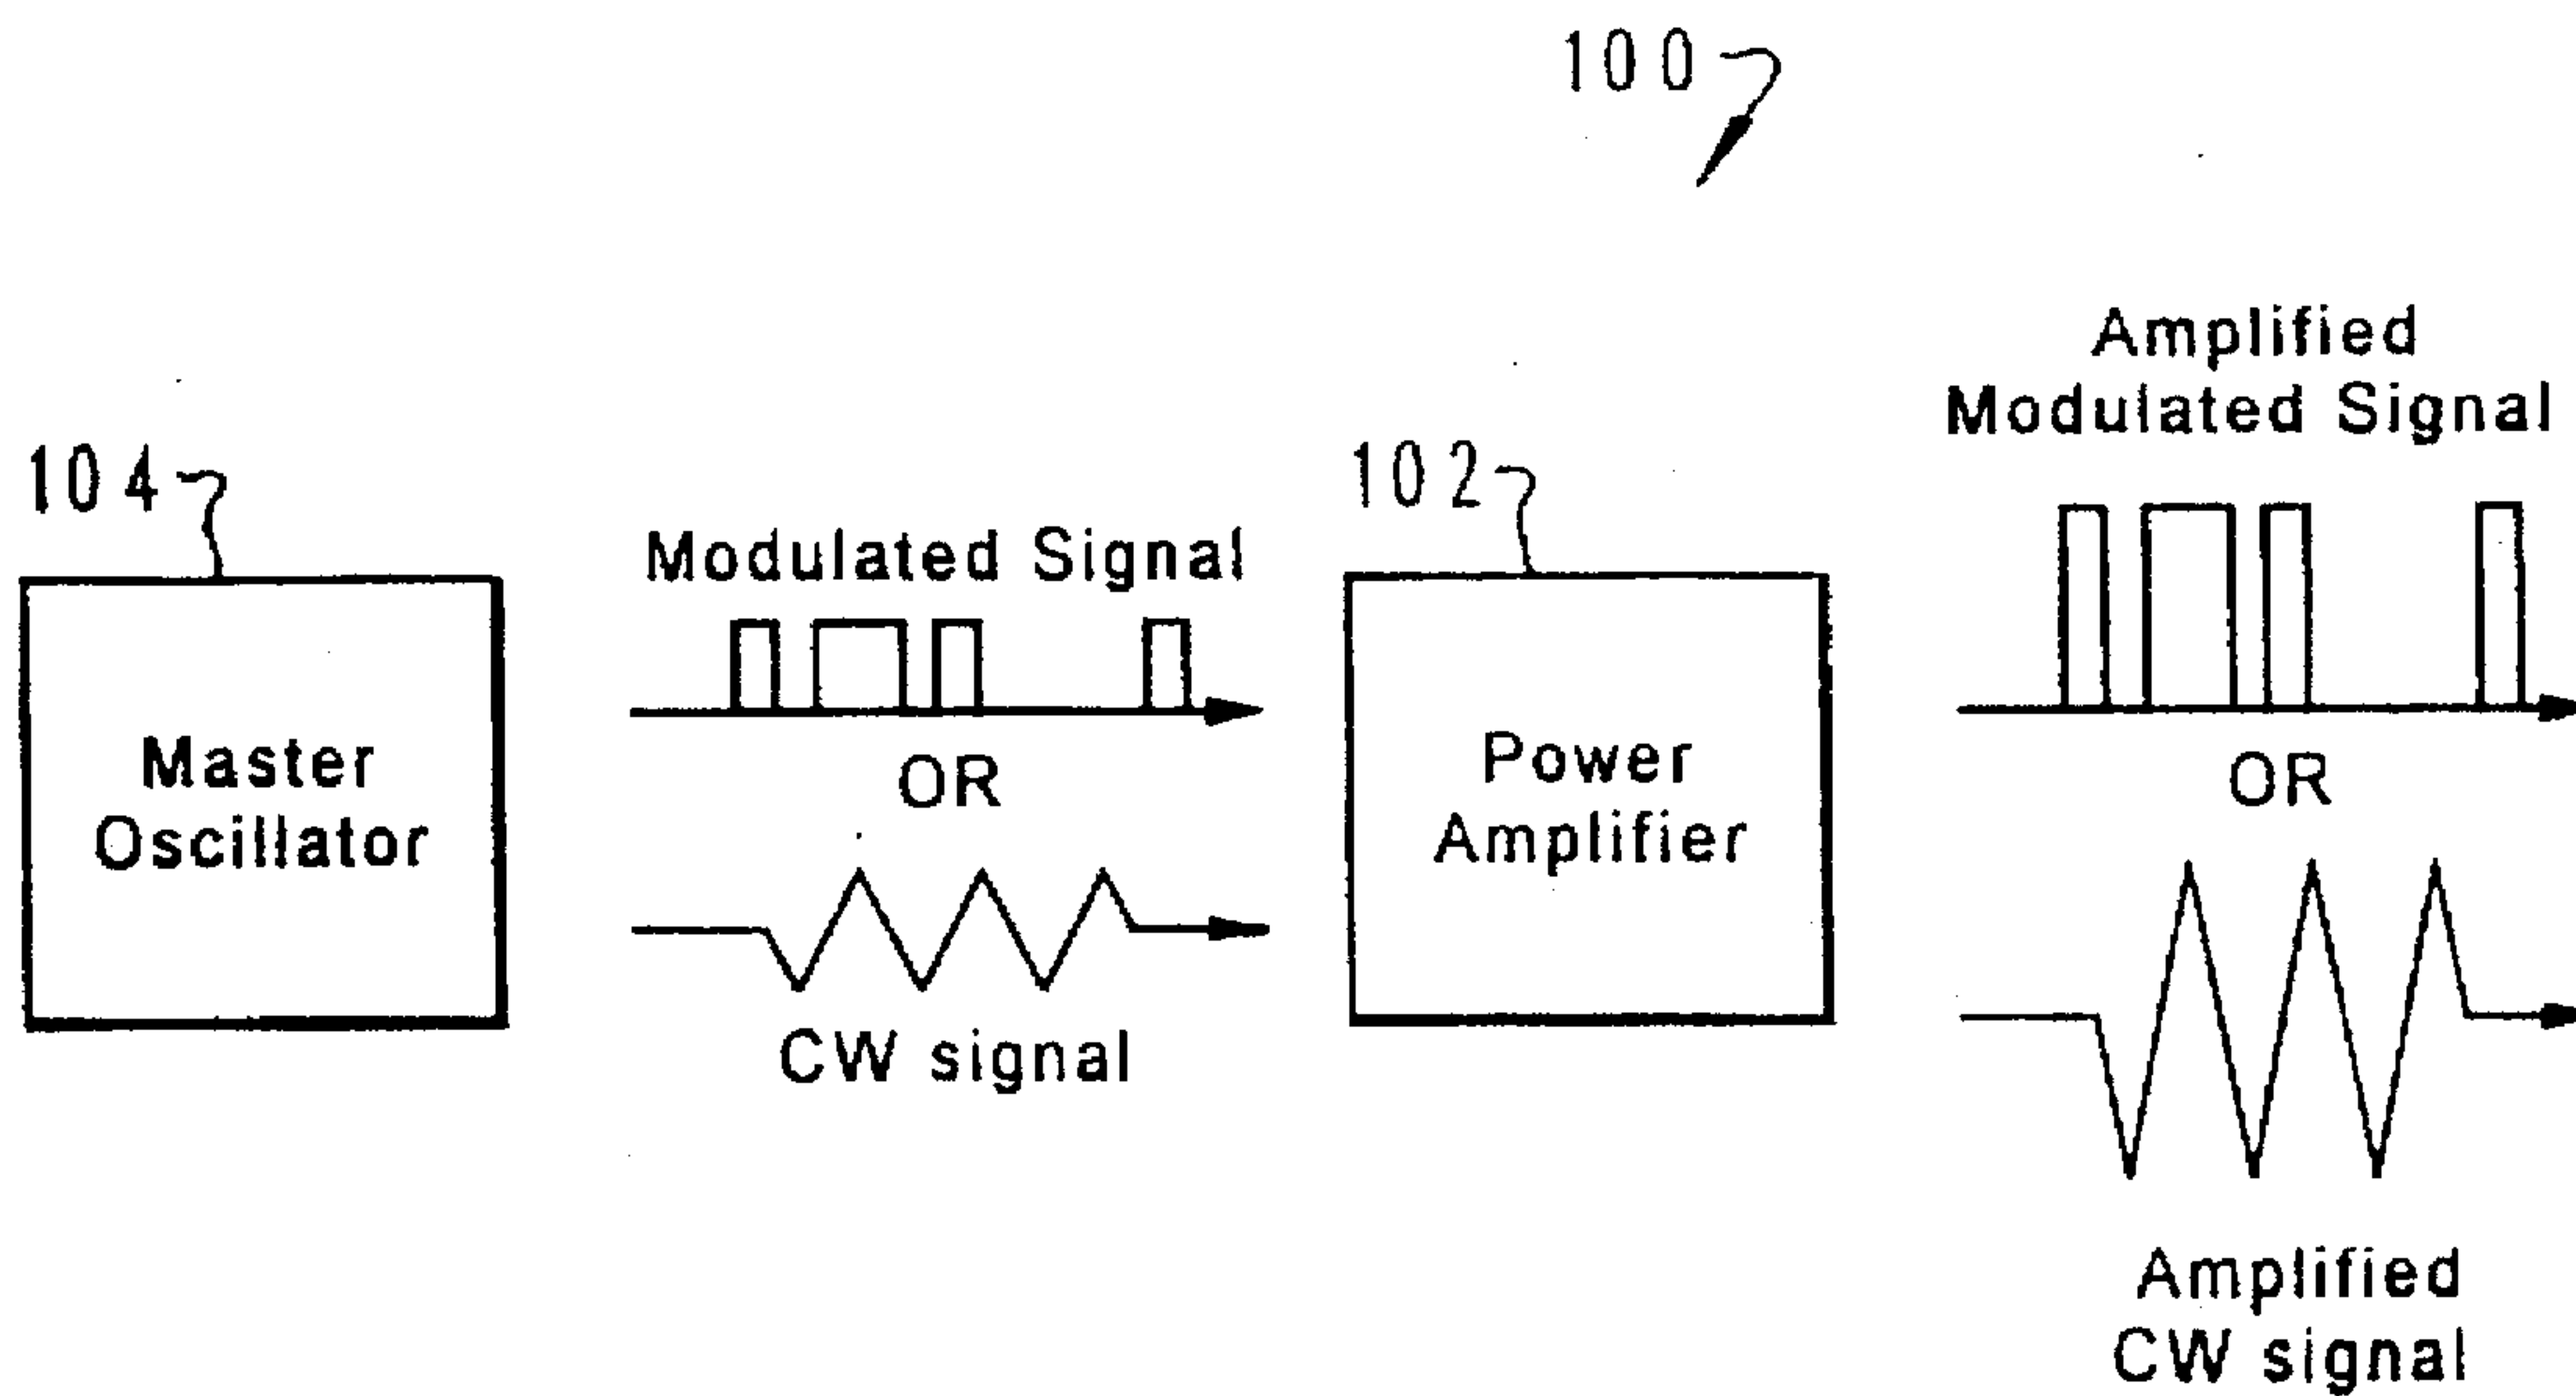 100
104
Master
Oscillator
Modulated Signal
OR
CW signal
102
Power
Amplifier
Amplified
Modulated Signal
OR
Amplified
CW signal